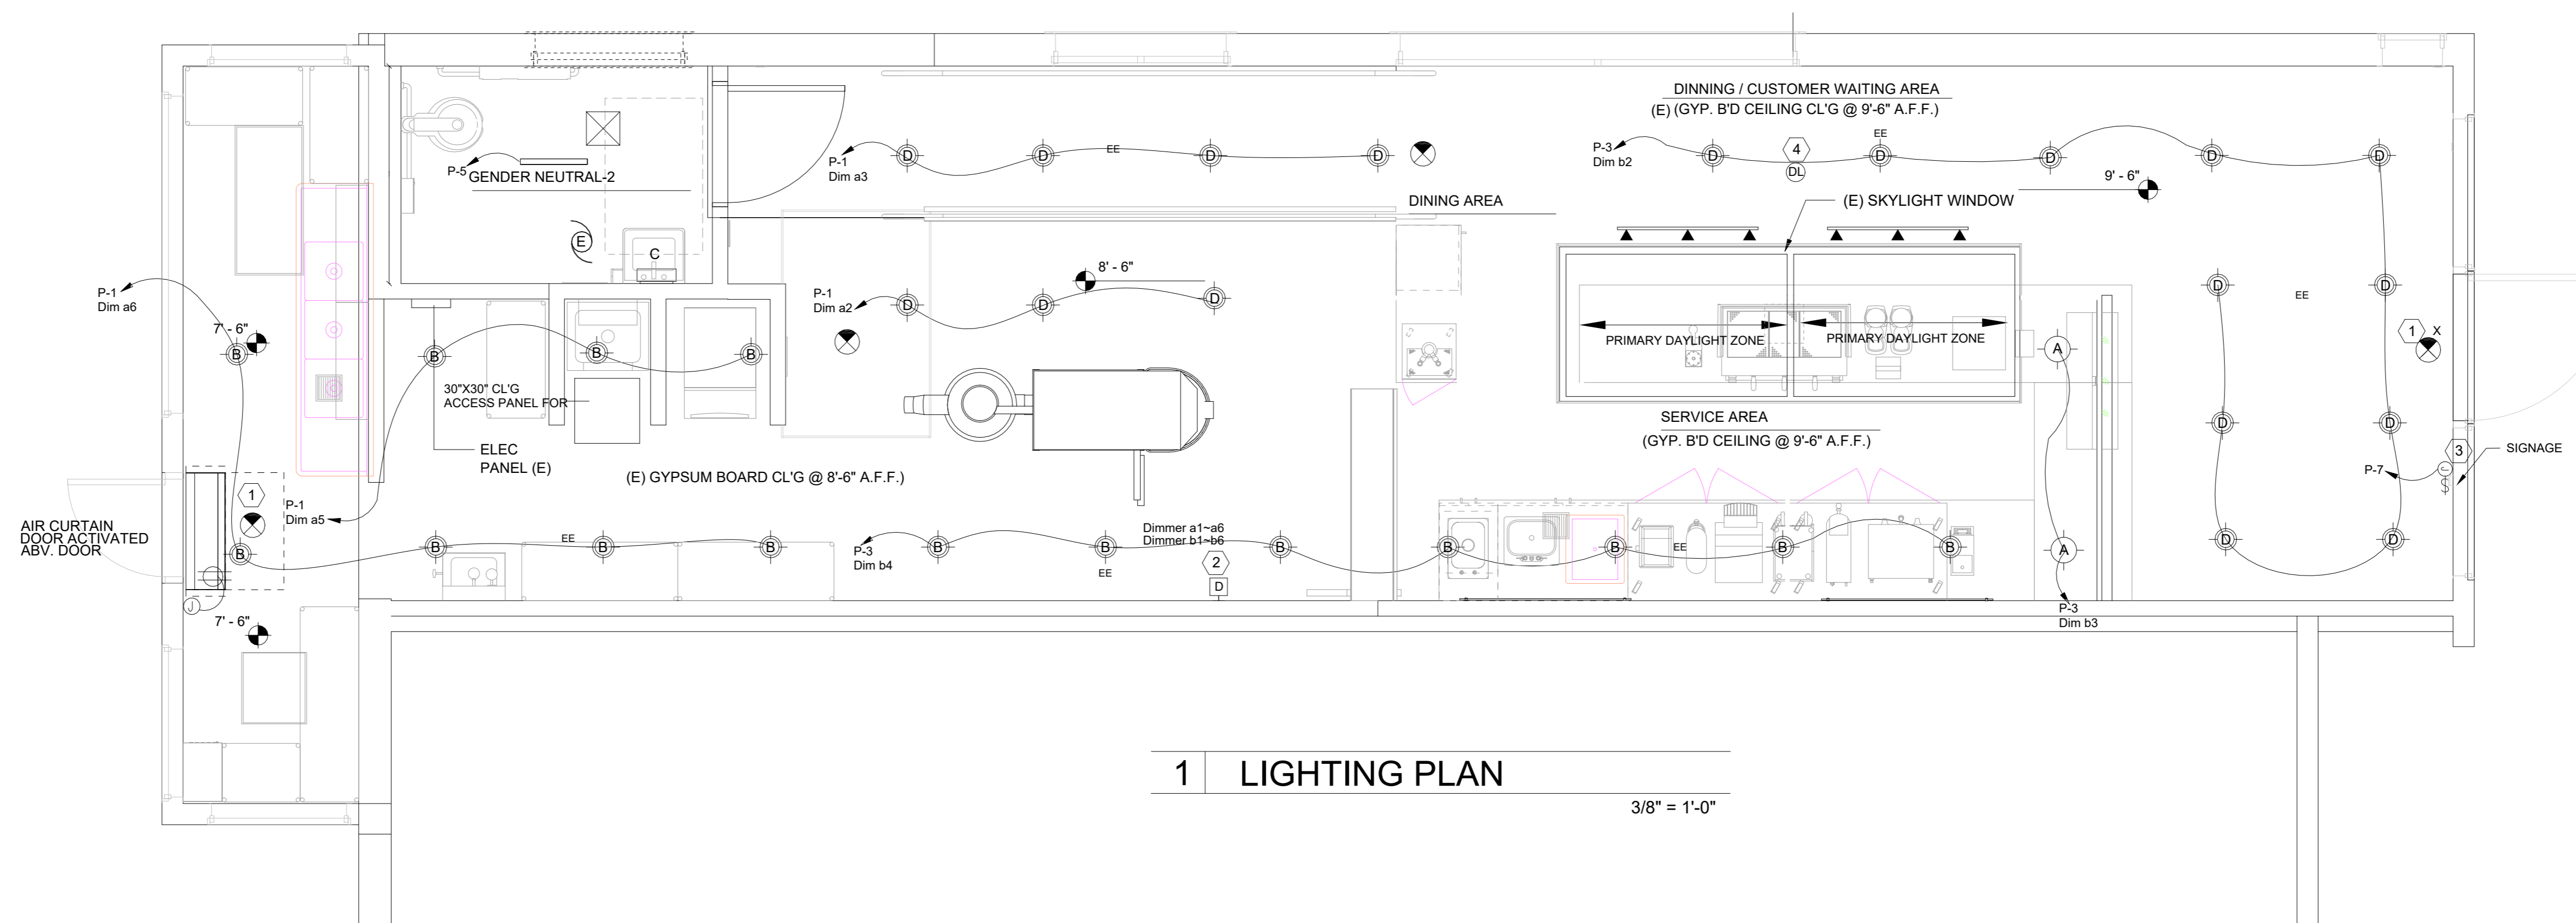 DINNING / CUSTOMER WAITING AREA
(E) (GYP. B'D CEILING CL'G @ 9'-6" A.F.F.)
P-5
GENDER NEUTRAL-2
P-1
Dim a3
D
D
EE
D
D
P-3
Dim b2
D
4
DL
EE
D
D
D
D
9' - 6"
DINING AREA
(E) SKYLIGHT WINDOW
E
C
P-1
Dim a6
7' - 6"
B
B
B
B
P-1
Dim a2
D
D
D
8' - 6"
PRIMARY DAYLIGHT ZONE
PRIMARY DAYLIGHT ZONE
A
D
D
EE
1
X
30"X30" CL'G
ACCESS PANEL FOR
ELEC
PANEL (E)
(E) GYPSUM BOARD CL'G @ 8'-6" A.F.F.)
SERVICE AREA
(GYP. B'D CEILING @ 9'-6" A.F.F.)
D
D
3
SIGNAGE
P-7
J
S
1
P-1
Dim a5
AIR CURTAIN
DOOR ACTIVATED
ABV. DOOR
B
B
EE
B
B
P-3
Dim b4
B
B
EE
Dimmer a1~a6
Dimmer b1~b6
2
D
B
B
B
EE
B
B
A
D
D
J
7' - 6"
P-3
Dim b3
1
LIGHTING PLAN
3/8" = 1'-0"